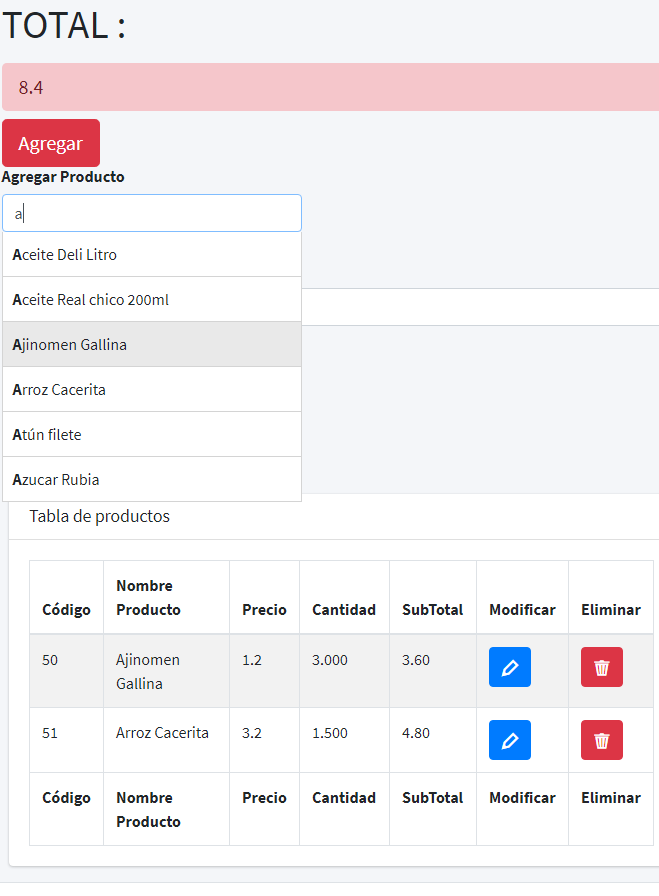 TOTAL :
8.4
Agregar
Agregar Producto
a
Aceite Deli Litro
Aceite Real chico 200ml
Ajinomen Gallina
Arroz Cacerita
Atún filete
Azucar Rubia
Tabla de productos
Código Nombre Producto Precio Cantidad SubTotal Modificar Eliminar
50 Ajinomen Gallina 1.2 3.000 3.60
51 Arroz Cacerita 3.2 1.500 4.80
Código Nombre Producto Precio Cantidad SubTotal Modificar Eliminar